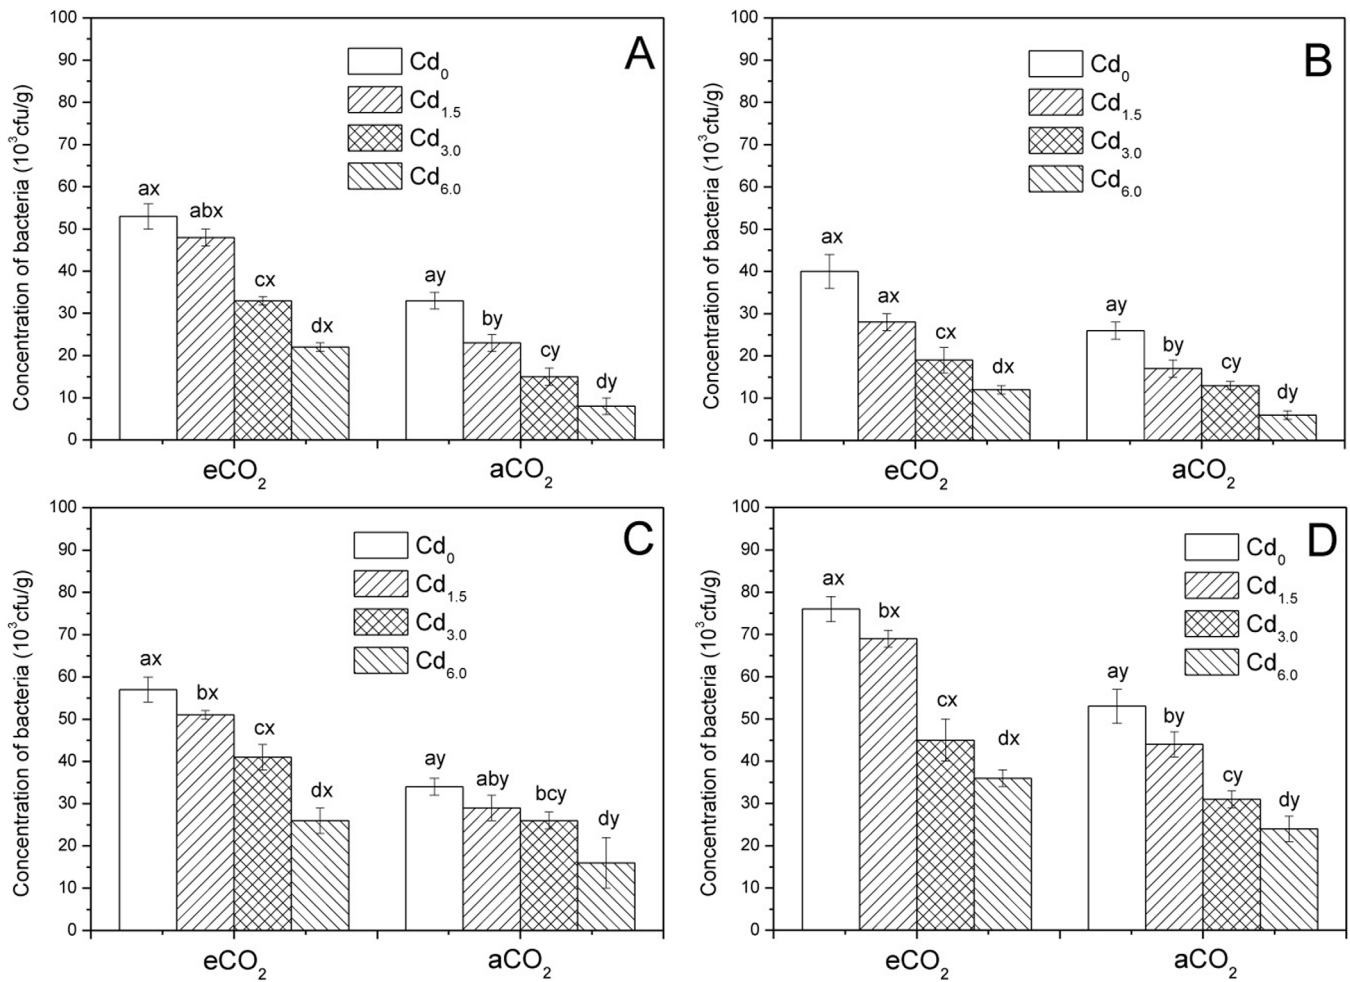 A
Concentration of bacteria (10³cfu/g)
100
90
80
70
60
50
40
30
20
10
0
Cd₀
Cd₁.₅
Cd₃.₀
Cd₆.₀
ax
abx
cx
dx
ay
by
cy
dy
eCO₂
aCO₂
B
Concentration of bacteria (10³cfu/g)
100
90
80
70
60
50
40
30
20
10
0
Cd₀
Cd₁.₅
Cd₃.₀
Cd₆.₀
ax
ax
cx
dx
ay
by
cy
dy
eCO₂
aCO₂
C
Concentration of bacteria (10³cfu/g)
100
90
80
70
60
50
40
30
20
10
0
Cd₀
Cd₁.₅
Cd₃.₀
Cd₆.₀
ax
bx
cx
dx
ay
aby
bcy
dy
eCO₂
aCO₂
D
Concentration of bacteria (10³cfu/g)
100
90
80
70
60
50
40
30
20
10
0
Cd₀
Cd₁.₅
Cd₃.₀
Cd₆.₀
ax
bx
cx
dx
ay
by
cy
dy
eCO₂
aCO₂